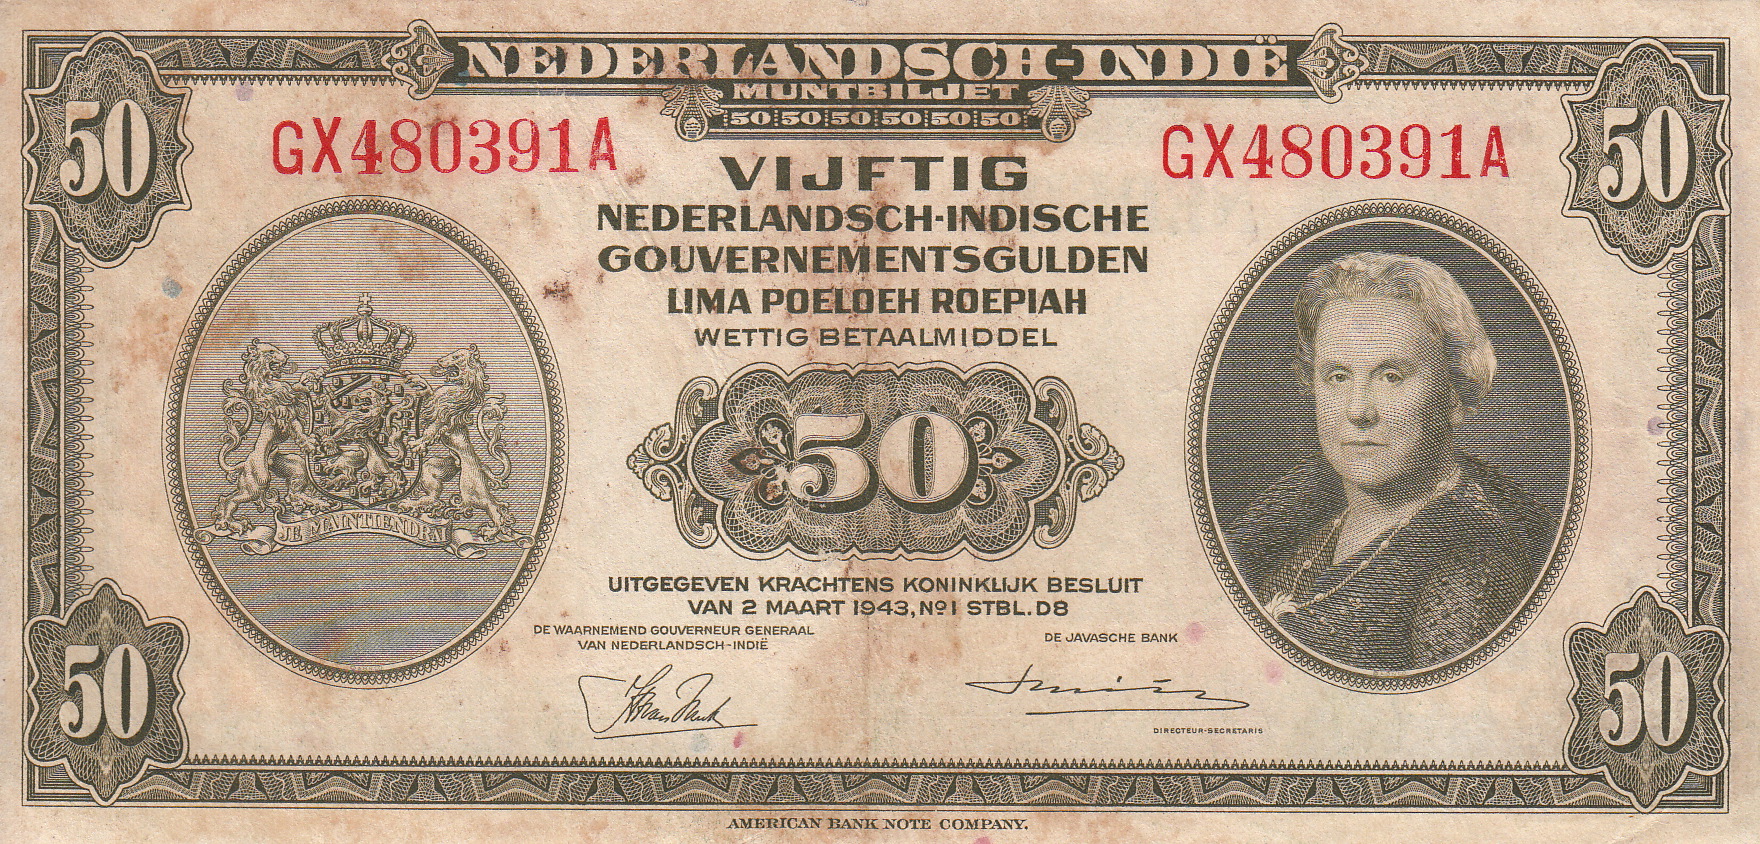 NEDERLANDSCH-INDIË
MUNTBILJET
50 50 50 50 50 50
50
50
GX480391A
GX480391A
VIJFTIG
NEDERLANDSCH-INDISCHE
GOUVERNEMENTSGULDEN
LIMA POELOEH ROEPIAH
WETTIG BETAALMIDDEL
50
JE MAINTIENDRAI
UITGEGEVEN KRACHTENS KONINKLIJK BESLUIT
VAN 2 MAART 1943, Nº 1 STBL. D8
DE WAARNEMEND GOUVERNEUR GENERAAL
VAN NEDERLANDSCH-INDIË
DE JAVASCHE BANK
DIRECTEUR-SECRETARIS
50
50
AMERICAN BANK NOTE COMPANY.